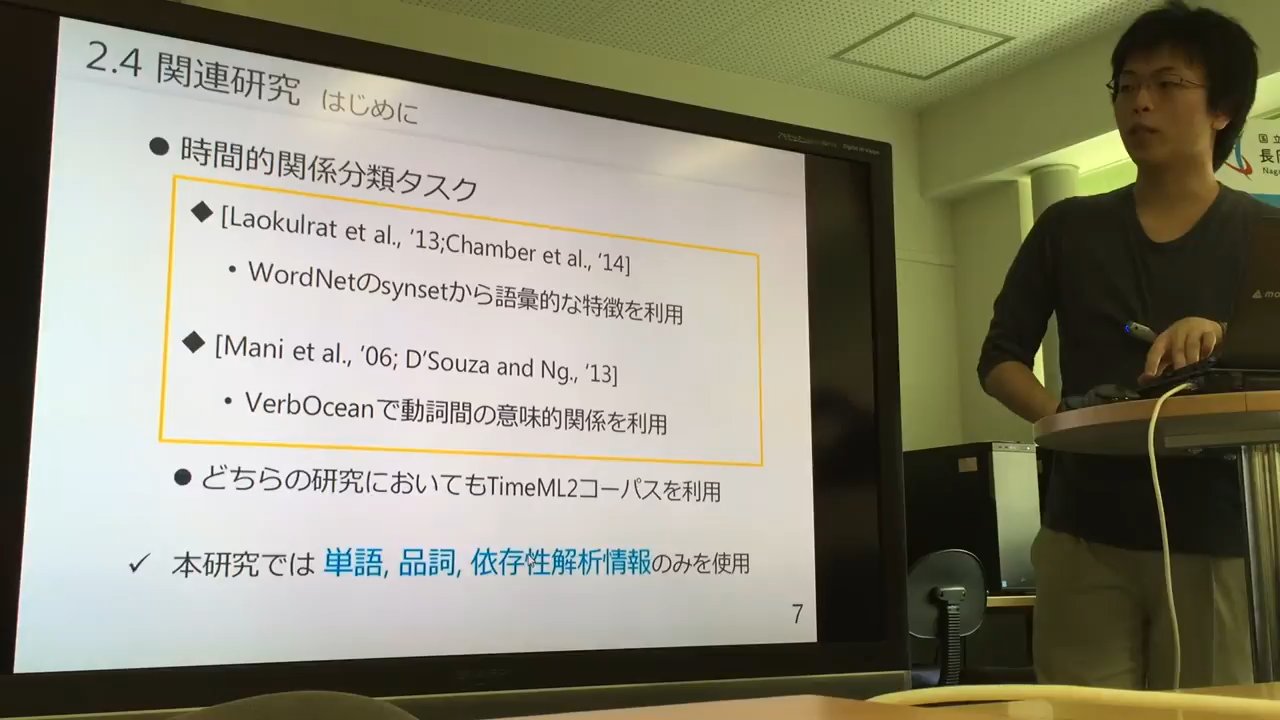 2.4 関連研究 はじめに
● 時間的関係分類タスク
◆ [Laokulrat et al., '13;Chamber et al., '14]
• WordNetのsynsetから語彙的な特徴を利用
◆ [Mani et al., '06; D'Souza and Ng., '13]
• VerbOceanで動詞間の意味的関係を利用
● どちらの研究においてもTimeML2コーパスを利用
✓ 本研究では 単語, 品詞, 依存性解析情報のみを使用
7
国立
長岡
Naga
mo